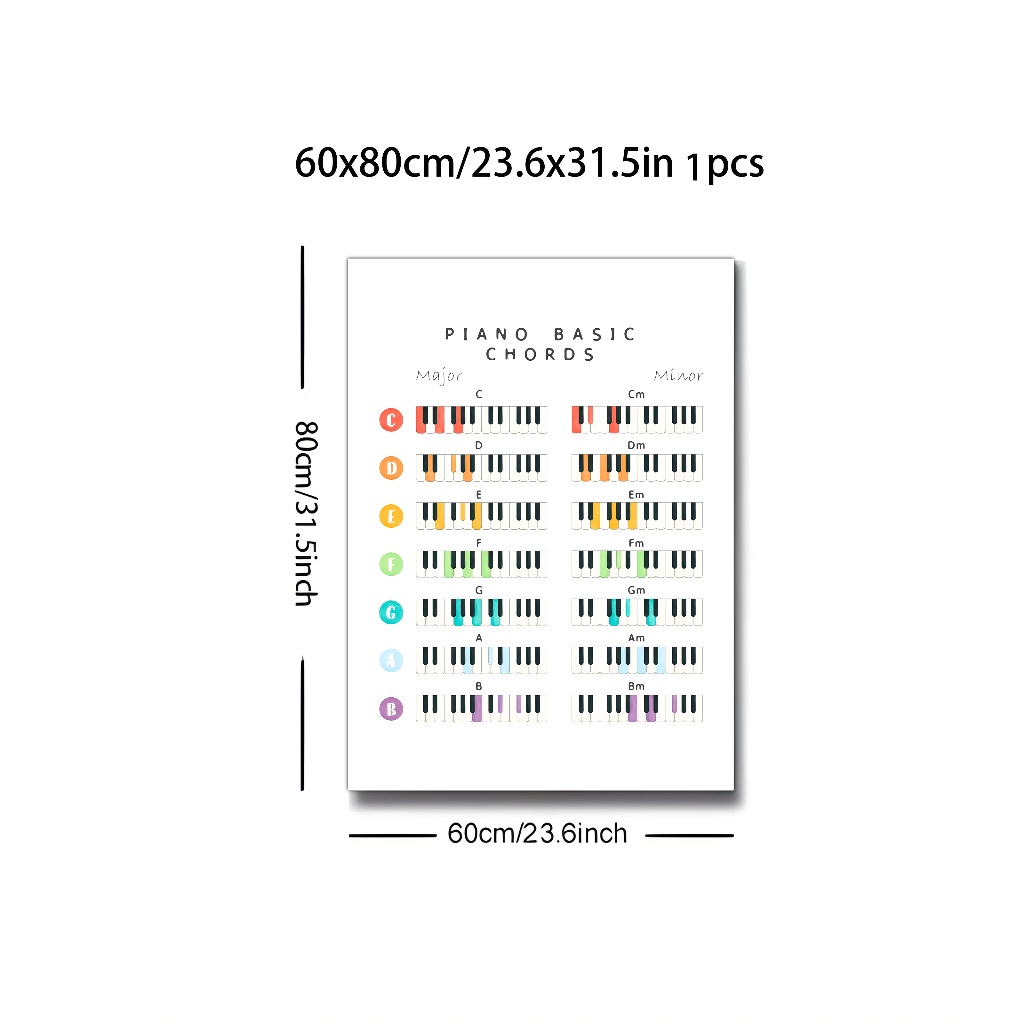 60x80cm/23.6x31.5in 1pcs
80cm/31.5inch
PIANO BASIC
CHORDS
Major Minor
C Cm
C
D Dm
D
E Em
E
F Fm
F
G Gm
G
A Am
A
B Bm
B
60cm/23.6inch